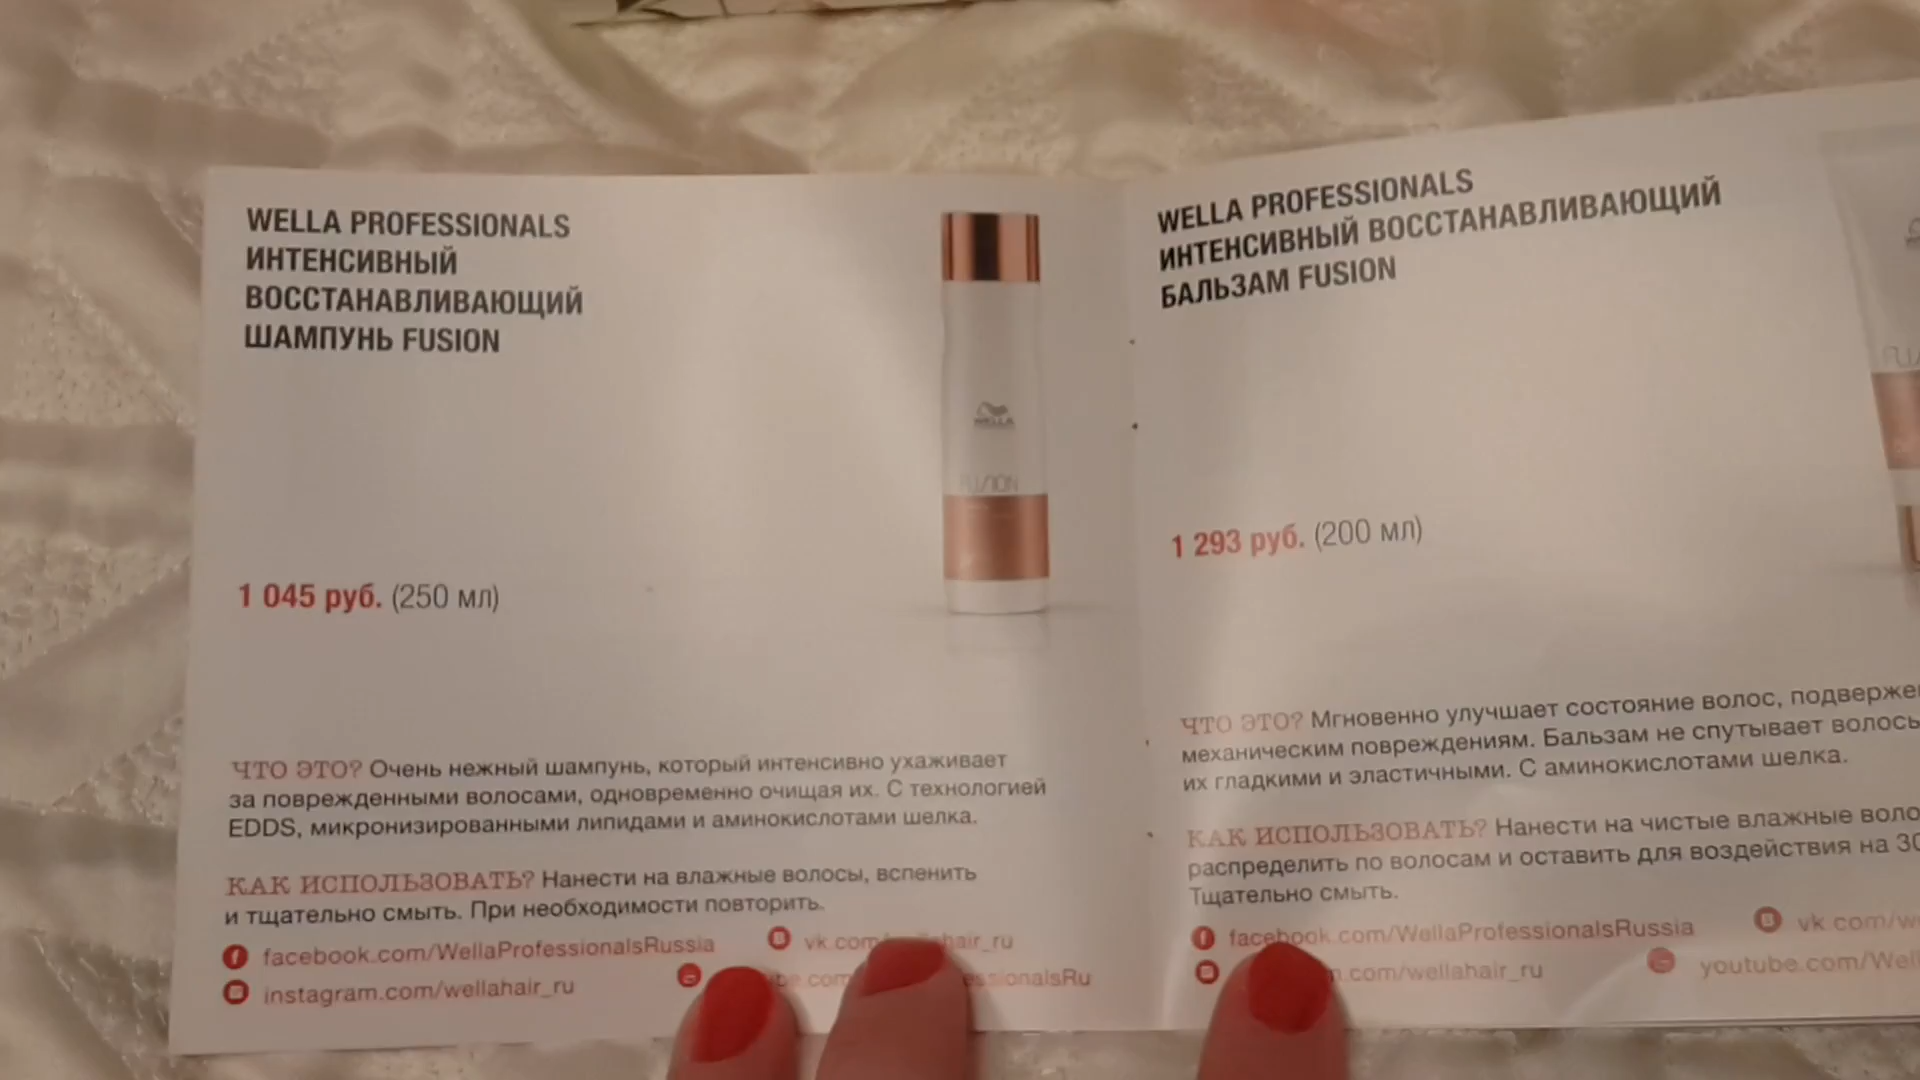 WELLA PROFESSIONALS
ИНТЕНСИВНЫЙ
ВОССТАНАВЛИВАЮЩИЙ
ШАМПУНЬ FUSION
WELLA
FUSION
1 045 руб. (250 мл)
ЧТО ЭТО? Очень нежный шампунь, который интенсивно ухаживает
за поврежденными волосами, одновременно очищая их. С технологией
EDDS, микронизированными липидами и аминокислотами шелка.
КАК ИСПОЛЬЗОВАТЬ? Нанести на влажные волосы, вспенить
и тщательно смыть. При необходимости повторить.
facebook.com/WellaProfessionalsRussia
instagram.com/wellahair_ru
WELLA PROFESSIONALS
ИНТЕНСИВНЫЙ ВОССТАНАВЛИВАЮЩИЙ
БАЛЬЗАМ FUSION
1 293 руб. (200 мл)
ЧТО ЭТО? Мгновенно улучшает состояние волос,
механическим повреждениям. Бальзам не спутывает волосы
их гладкими и эластичными. С аминокислотами шелка.
КАК ИСПОЛЬЗОВАТЬ? Нанести на чистые влажные
распределить по волосам и оставить для воздействия на 30
Тщательно смыть.
facebook.com/WellaProfessionalsRussia